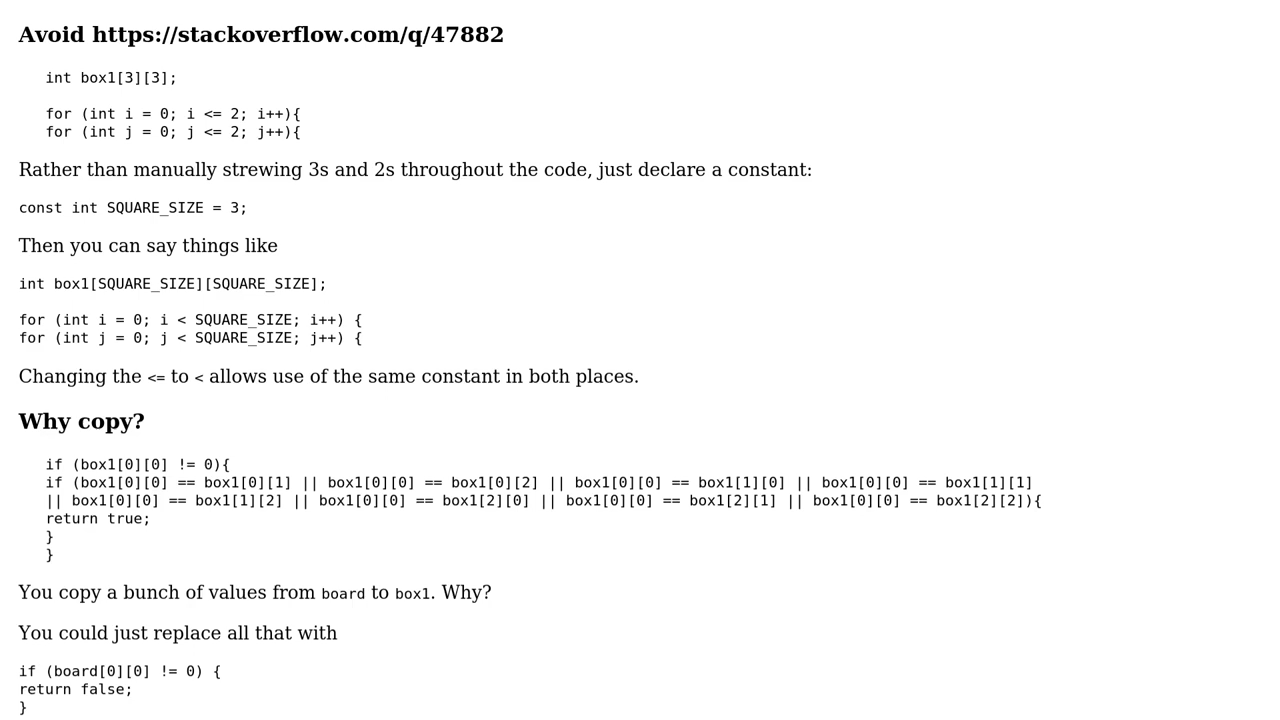 Avoid https://stackoverflow.com/q/47882
int box1[3][3];
for (int i = 0; i <= 2; i++){
for (int j = 0; j <= 2; j++){
Rather than manually strewing 3s and 2s throughout the code, just declare a constant:
const int SQUARE_SIZE = 3;
Then you can say things like
int box1[SQUARE_SIZE][SQUARE_SIZE];
for (int i = 0; i < SQUARE_SIZE; i++) {
for (int j = 0; j < SQUARE_SIZE; j++) {
Changing the <= to < allows use of the same constant in both places.
Why copy?
if (box1[0][0] != 0){
if (box1[0][0] == box1[0][1] || box1[0][0] == box1[0][2] || box1[0][0] == box1[1][0] || box1[0][0] == box1[1][1]
|| box1[0][0] == box1[1][2] || box1[0][0] == box1[2][0] || box1[0][0] == box1[2][1] || box1[0][0] == box1[2][2]){
return true;
}
}
You copy a bunch of values from board to box1. Why?
You could just replace all that with
if (board[0][0] != 0) {
return false;
}